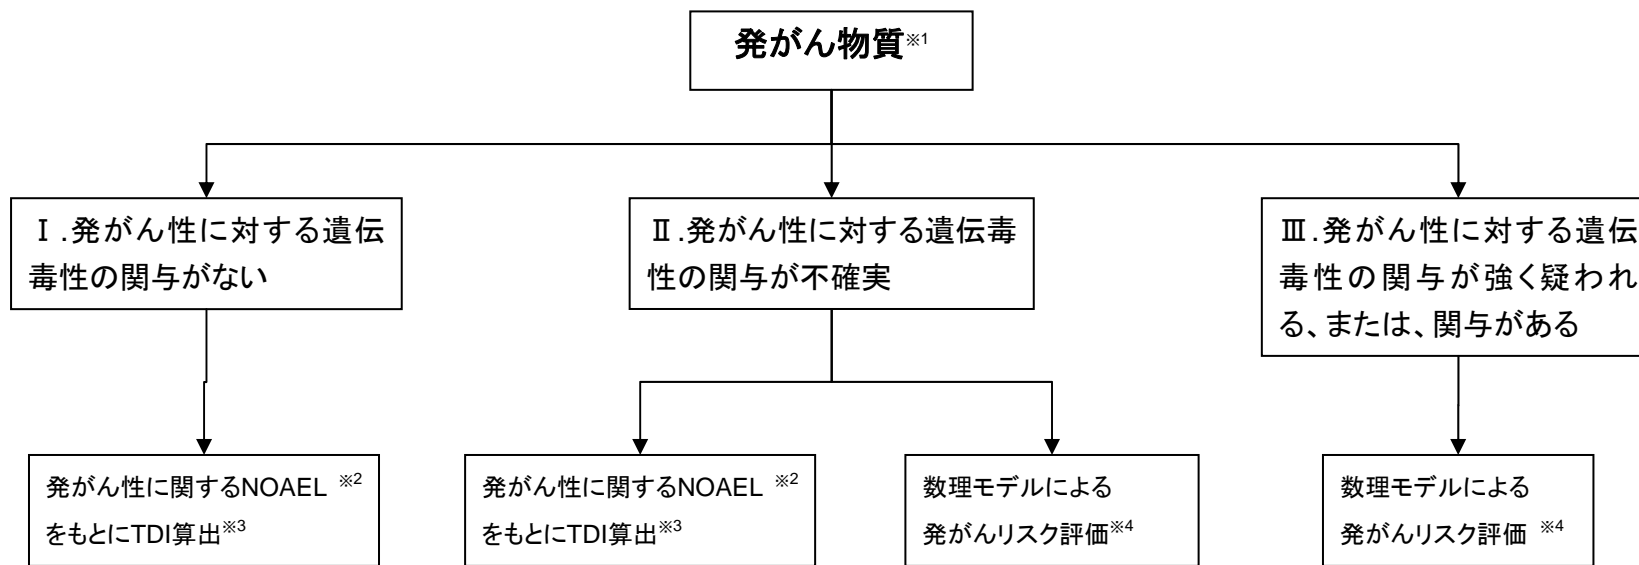 発がん物質※1
Ⅰ.発がん性に対する遺伝
毒性の関与がない
Ⅱ.発がん性に対する遺伝毒
性の関与が不確実
Ⅲ.発がん性に対する遺伝
毒性の関与が強く疑われ
る、または、関与がある
発がん性に関するNOAEL ※2
をもとにTDI算出※3
発がん性に関するNOAEL ※2
をもとにTDI算出※3
数理モデルによる
発がんリスク評価※4
数理モデルによる
発がんリスク評価 ※4